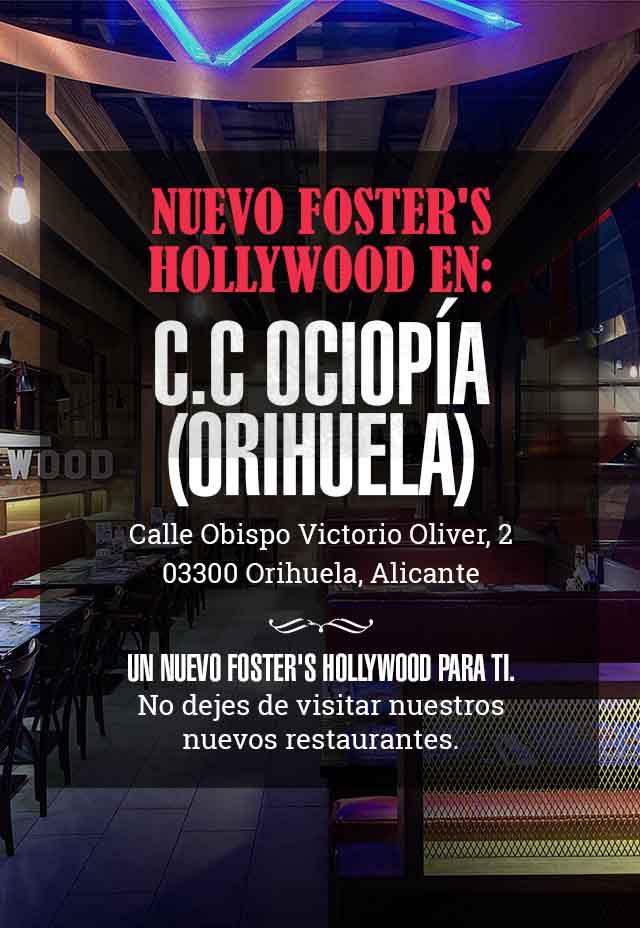 NUEVO FOSTER'S
HOLLYWOOD EN:
C.C OCIOPÍA
(ORIHUELA)
WOOD
Calle Obispo Victorio Oliver, 2
03300 Orihuela, Alicante
UN NUEVO FOSTER'S HOLLYWOOD PARA TI.
No dejes de visitar nuestros
nuevos restaurantes.